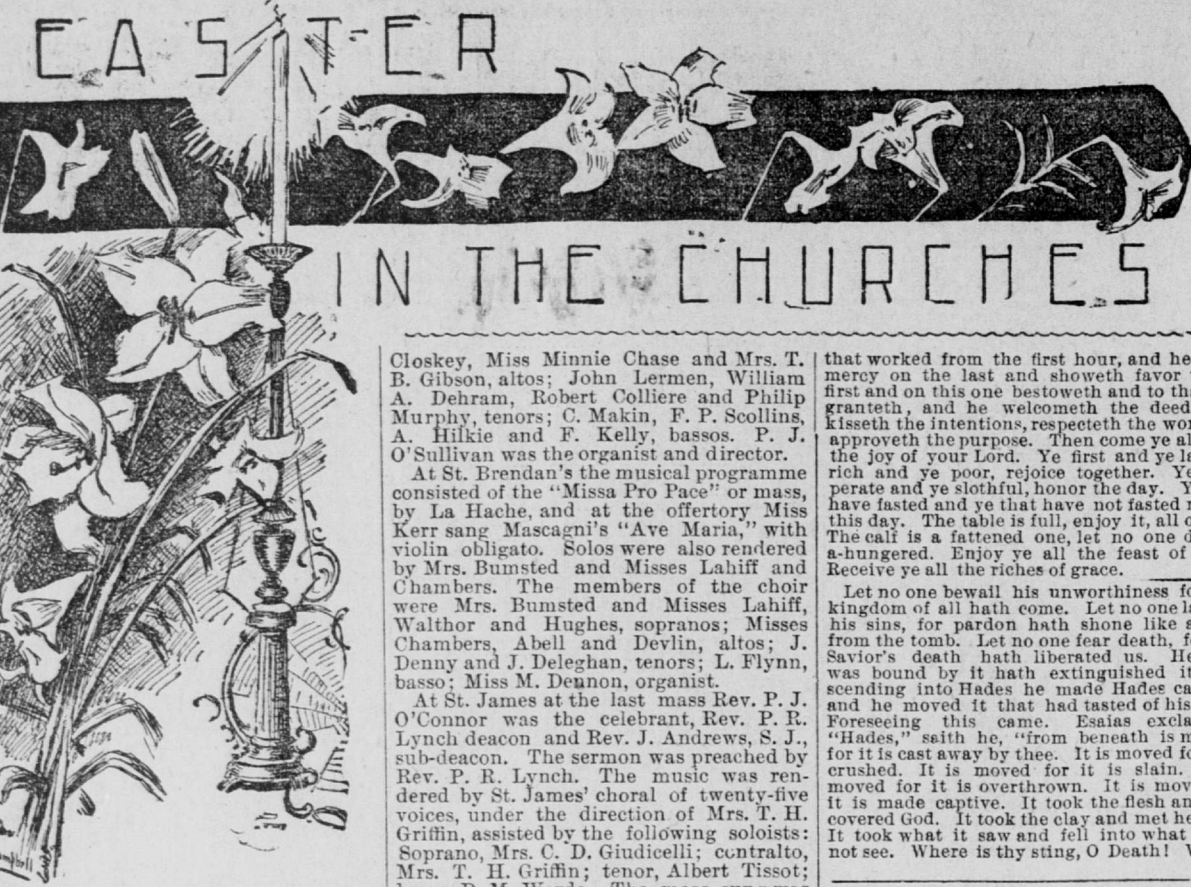 EASTER
IN THE CHURCHES
Closkey, Miss Minnie Chase and Mrs. T.
B. Gibson, altos; John Lermen, William
A. Dehram, Robert Colliere and Philip
Murphy, tenors; C. Makin, F. P. Scollins,
A. Hilkie and F. Kelly, bassos. P. J.
O'Sullivan was the organist and director.
At St. Brendan's the musical programme
consisted of the "Missa Pro Pace" or mass,
by La Hache, and at the offertory Miss
Kerr sang Mascagni's "Ave Maria," with
violin obligato. Solos were also rendered
by Mrs. Bumsted and Misses Lahiff and
Chambers. The members of the choir
were Mrs. Bumsted and Misses Lahiff,
Walthor and Hughes, sopranos; Misses
Chambers, Abell and Devlin, altos; J.
Denny and J. Deleghan, tenors; L. Flynn,
basso; Miss M. Dennon, organist.
At St. James at the last mass Rev. P. J.
O'Connor was the celebrant, Rev. P. R.
Lynch deacon and Rev. J. Andrews, S. J.,
sub-deacon. The sermon was preached by
Rev. P. R. Lynch. The music was ren-
dered by St. James' choral of twenty-five
voices, under the direction of Mrs. T. H.
Griffin, assisted by the following soloists:
Soprano, Mrs. C. D. Giudicelli; contralto,
Mrs. T. H. Griffin; tenor, Albert Tissot;
that worked from the first hour, and he
mercy on the last and showeth favor
first and on this one bestoweth and to
granteth, and he welcometh the deed
kisseth the intentions, respecteth the
approveth the purpose. Then come ye
the joy of your Lord. Ye first and ye
rich and ye poor, rejoice together.
perate and ye slothful, honor the day.
have fasted and ye that have not fasted
this day. The table is full, enjoy it, all
The calf is a fattened one, let no one
a-hungered. Enjoy ye all the feast of
Receive ye all the riches of grace.
Let no one bewail his unworthiness
kingdom of all hath come. Let no one
his sins, for pardon hath shone like
from the tomb. Let no one fear death,
Savior's death hath liberated us.
was bound by it hath extinguished
scending into Hades he made Hades
and he moved it that had tasted of his
Foreseeing this came. Esaias
"Hades," saith he, "from beneath is
for it is cast away by thee. It is moved
crushed. It is moved for it is slain.
moved for it is overthrown. It is
it is made captive. It took the flesh
covered God. It took the clay and met
It took what it saw and fell into what
not see. Where is thy sting, O Death!